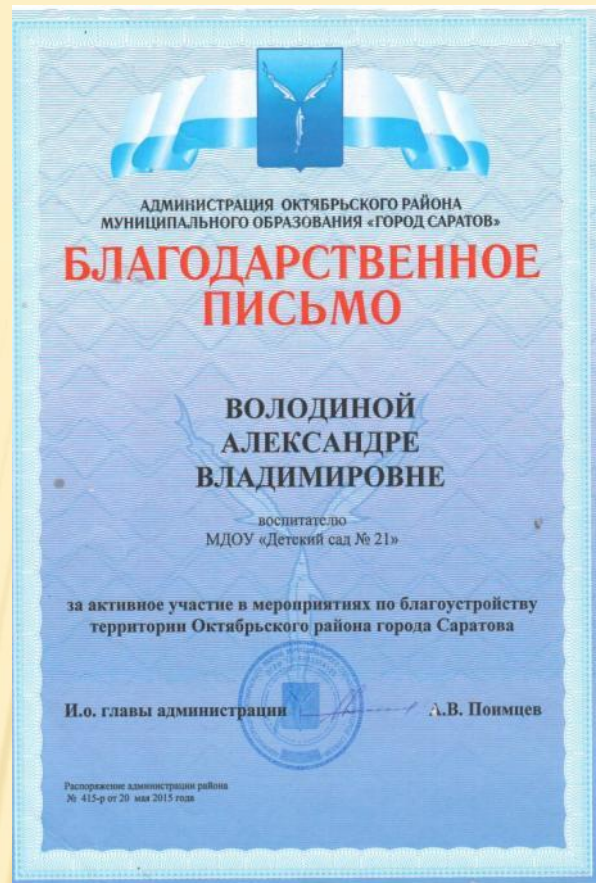 АДМИНИСТРАЦИЯ ОКТЯБРЬСКОГО РАЙОНА
МУНИЦИПАЛЬНОГО ОБРАЗОВАНИЯ «ГОРОД САРАТОВ»
БЛАГОДАРСТВЕННОЕ
ПИСЬМО
ВОЛОДИНОЙ
АЛЕКСАНДРЕ
ВЛАДИМИРОВНЕ
воспитателю
МДОУ «Детский сад № 21»
за активное участие в мероприятиях по благоустройству
территории Октябрьского района города Саратова
И.о. главы администрации А.В. Поимцев
Распоряжение администрации района
№ 415-р от 20 мая 2015 года